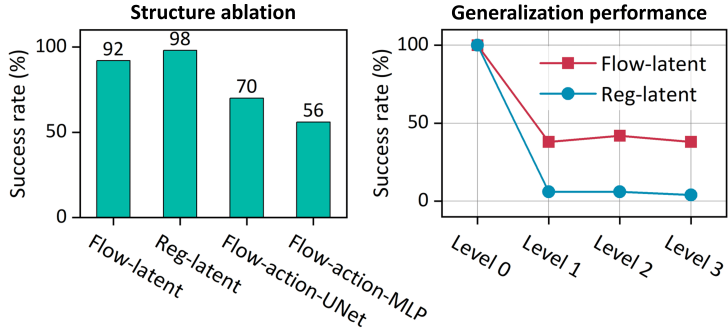 Structure ablation
Success rate (%)
100
50
0
92
98
70
56
Flow-latent
Reg-latent
Flow-action-UNet
Flow-action-MLP
Generalization performance
Success rate (%)
100
50
0
Flow-latent
Reg-latent
Level 0
Level 1
Level 2
Level 3